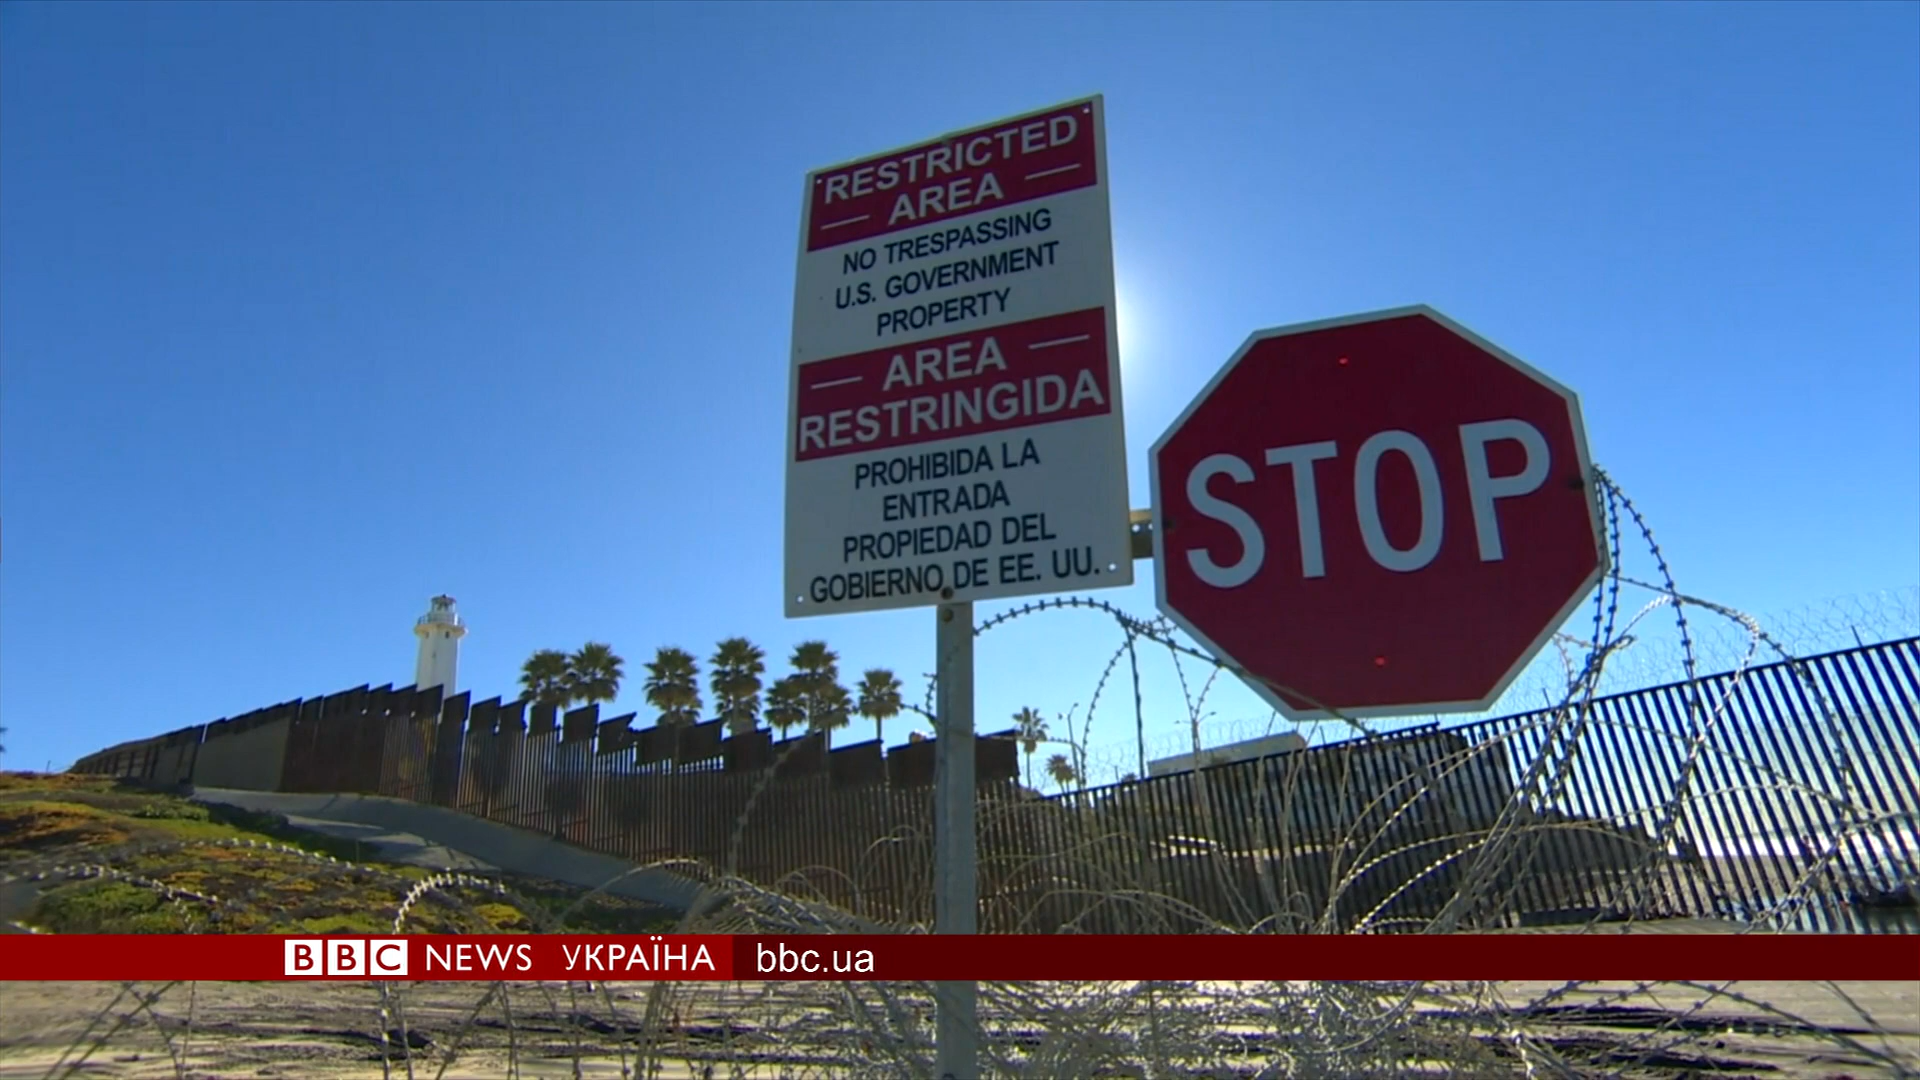 RESTRICTED
AREA
NO TRESPASSING
U.S. GOVERNMENT
PROPERTY
AREA
RESTRINGIDA
PROHIBIDA LA
ENTRADA
PROPIEDAD DEL
GOBIERNO DE EE. UU.
STOP
BBC NEWS УКРАЇНА bbc.ua